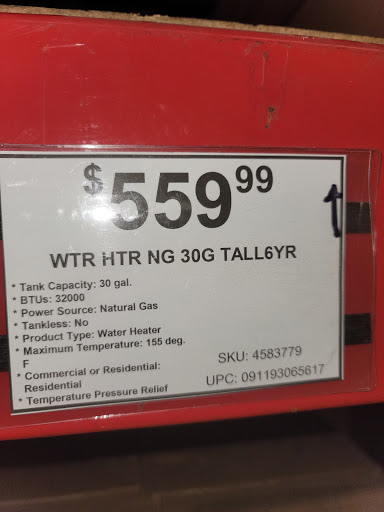 $559.99
WTR HTR NG 30G TALL6YR
* Tank Capacity: 30 gal.
* BTUs: 32000
* Power Source: Natural Gas
* Tankless: No
* Product Type: Water Heater
* Maximum Temperature: 155 deg.
F
* Commercial or Residential:
Residential
* Temperature Pressure Relief
SKU: 4583779
UPC: 091193065617